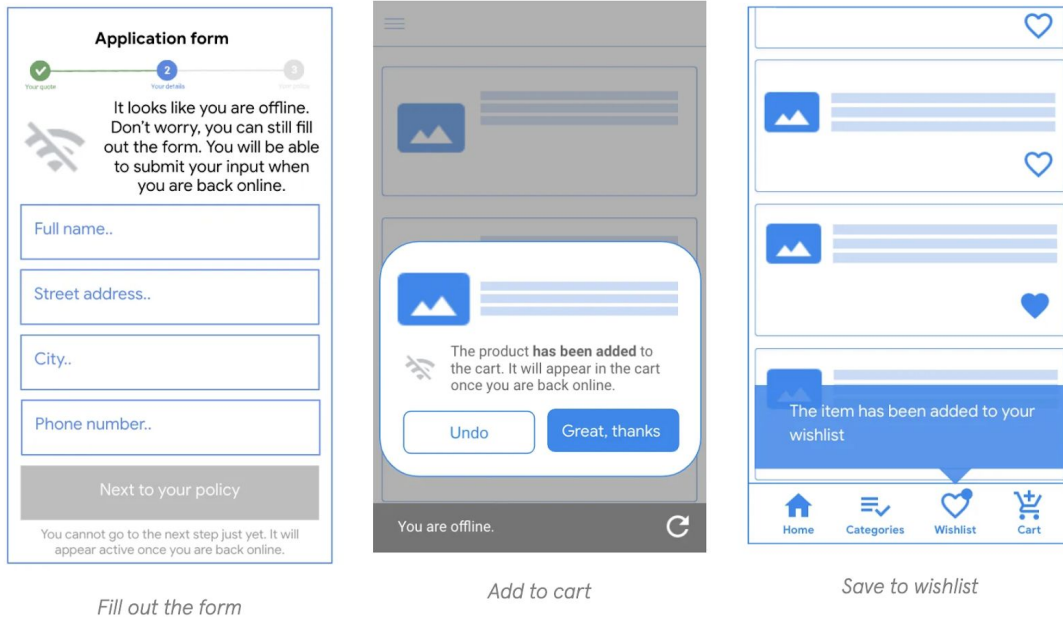 Application form
2
3
Your quote
Your details
It looks like you are offline.
Don't worry, you can still fill
out the form. You will be able
to submit your input when
you are back online.
Full name..
Street address..
City..
Phone number..
Next to your policy
You cannot go to the next step just yet. It will
appear active once you are back online.
Fill out the form
The product has been added to
the cart. It will appear in the cart
once you are back online.
Undo
Great, thanks
You are offline.
Add to cart
The item has been added to your
wishlist
Home
Categories
Wishlist
Cart
Save to wishlist